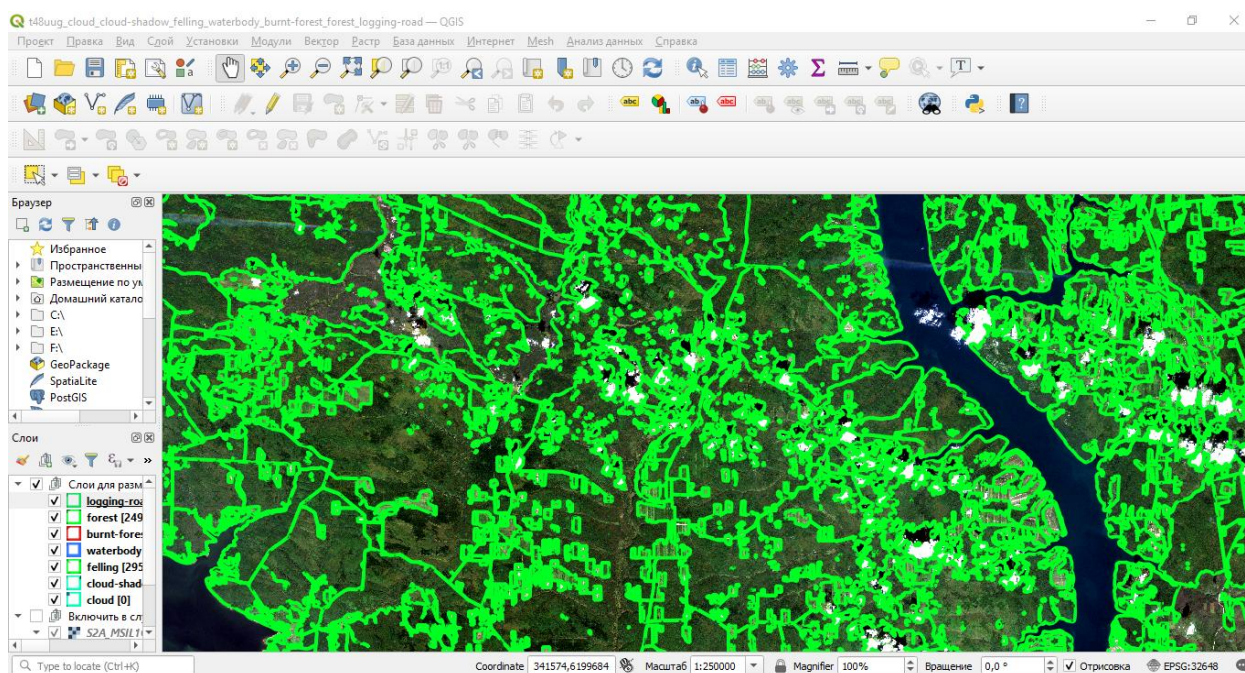 t48uug_cloud_cloud-shadow_felling_waterbody_burnt-forest_forest_logging-road — QGIS
Проект Правка Вид Слой Установки Модули Вектор Растр База данных Интернет Mesh Анализ данных Справка
Браузер
Избранное
Пространственны
Размещение по ум
Домашний катало
C:\
E:\
F:\
GeoPackage
SpatiaLite
PostGIS
Слои
Слои для разм
logging-roa
forest [249
burnt-fores
waterbody
felling [295
cloud-shad
cloud [0]
Включить в сл
S2A_MSIL1
Type to locate (Ctrl+K) Coordinate 341574,6199684 Масштаб 1:250000 Magnifier 100% Вращение 0,0 ° Отрисовка EPSG:32648